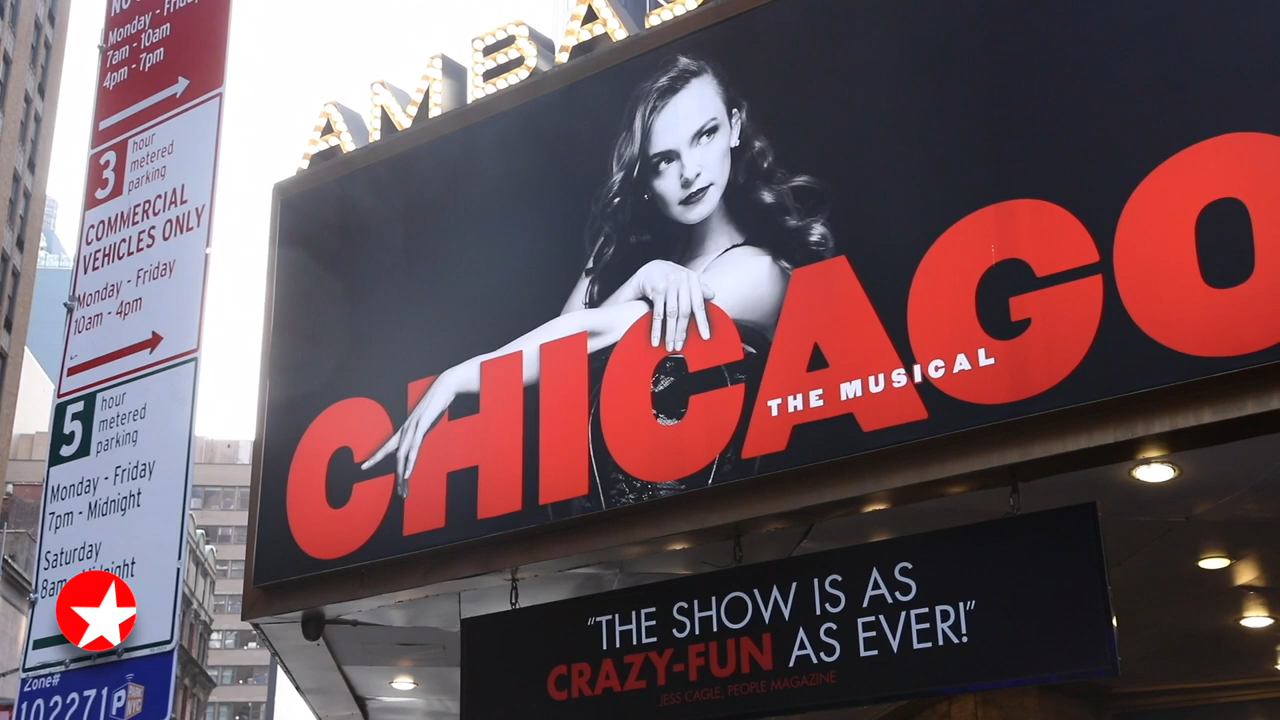 Monday - Friday
7am - 10am
4pm - 7pm
3 hour
metered
parking
COMMERCIAL
VEHICLES ONLY
Monday - Friday
10am - 4pm
5 hour
metered
parking
Monday - Friday
7pm - Midnight
Saturday
Zone#
102271 P
NYC
AMBA
CHICAGO
THE MUSICAL
"THE SHOW IS AS
CRAZY-FUN AS EVER!"
JESS CAGLE, PEOPLE MAGAZINE